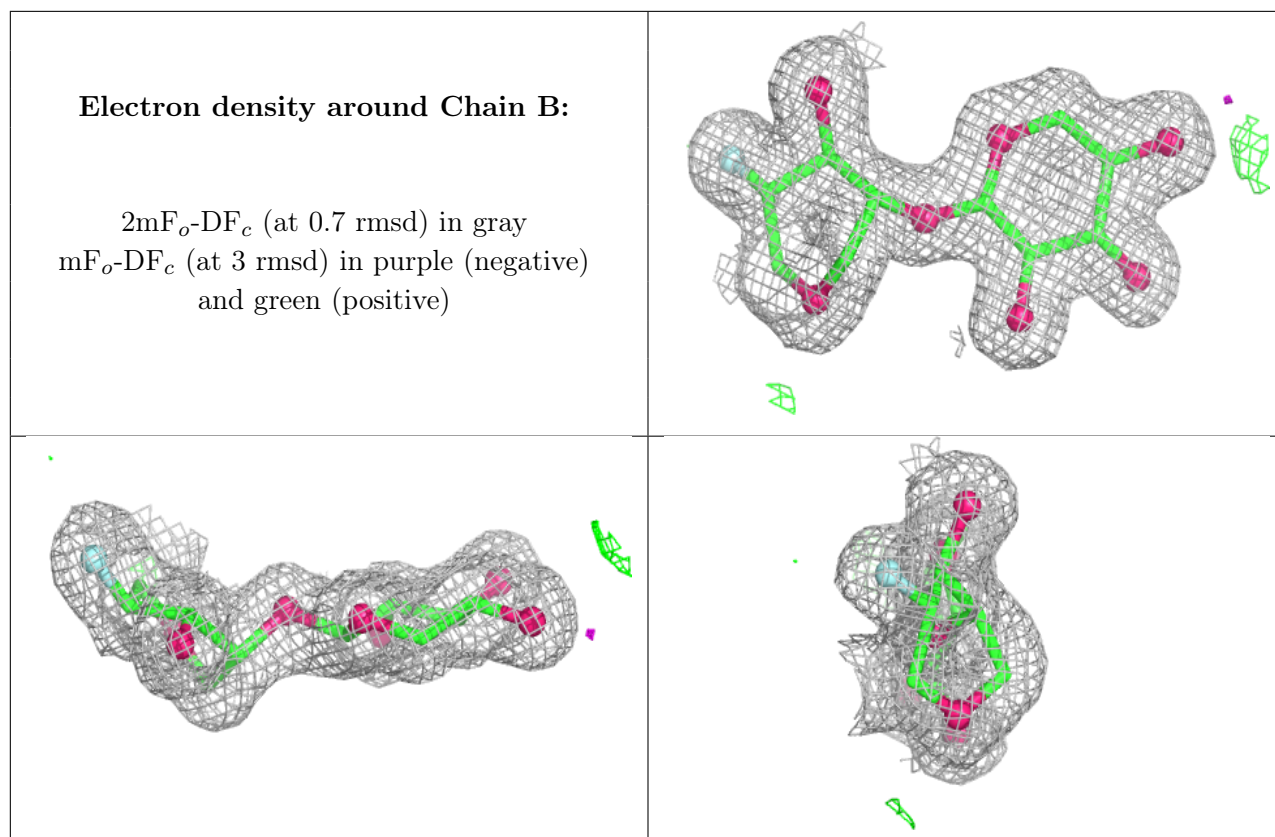 Electron density around Chain B:
2mFₒ-DF𝑐 (at 0.7 rmsd) in gray
mFₒ-DF𝑐 (at 3 rmsd) in purple (negative)
and green (positive)